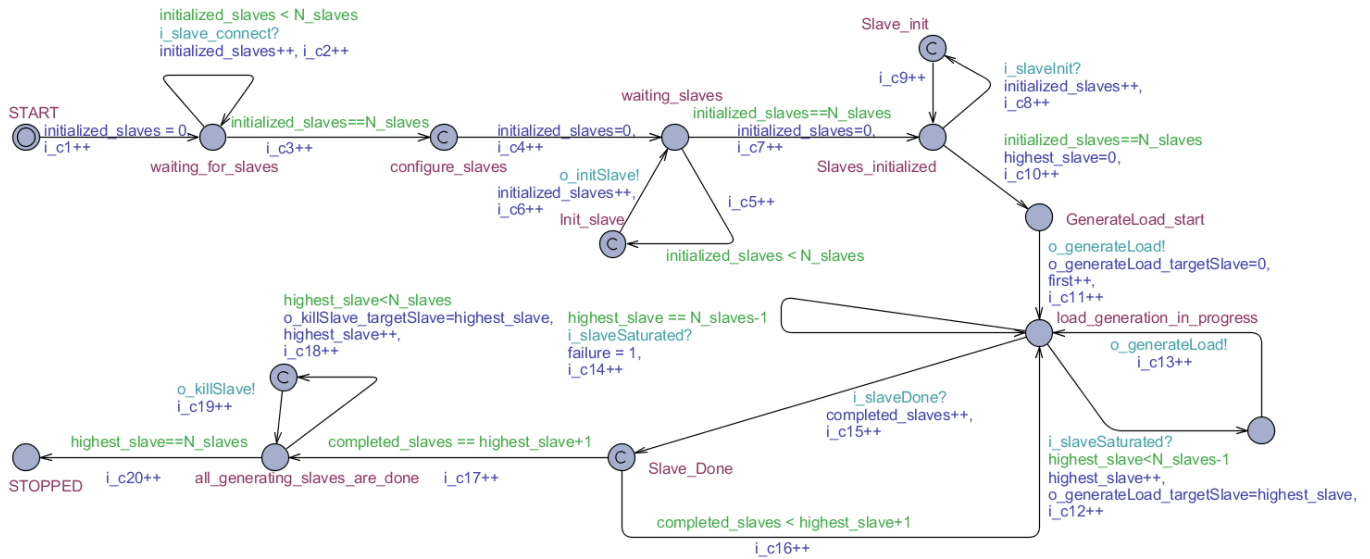 initialized_slaves < N_slaves
i_slave_connect?
initialized_slaves++, i_c2++
START
initialized_slaves = 0,
i_c1++
waiting_for_slaves
initialized_slaves==N_slaves
i_c3++
C
configure_slaves
initialized_slaves=0,
i_c4++
waiting_slaves
o_initSlave!
initialized_slaves++,
i_c6++
Init_slave
C
i_c5++
initialized_slaves < N_slaves
initialized_slaves==N_slaves
initialized_slaves=0,
i_c7++
Slaves_initialized
Slave_init
C
i_c9++
i_slaveInit?
initialized_slaves++,
i_c8++
initialized_slaves==N_slaves
highest_slave=0,
i_c10++
GenerateLoad_start
o_generateLoad!
o_generateLoad_targetSlave=0,
first++,
i_c11++
load_generation_in_progress
o_generateLoad!
i_c13++
i_slaveSaturated?
highest_slave<N_slaves-1
highest_slave++,
o_generateLoad_targetSlave=highest_slave,
i_c12++
highest_slave == N_slaves-1
i_slaveSaturated?
failure = 1,
i_c14++
i_slaveDone?
completed_slaves++,
i_c15++
C
Slave_Done
completed_slaves < highest_slave+1
i_c16++
completed_slaves == highest_slave+1
i_c17++
all_generating_slaves_are_done
highest_slave<N_slaves
o_killSlave_targetSlave=highest_slave,
highest_slave++,
i_c18++
C
o_killSlave!
i_c19++
highest_slave==N_slaves
i_c20++
STOPPED